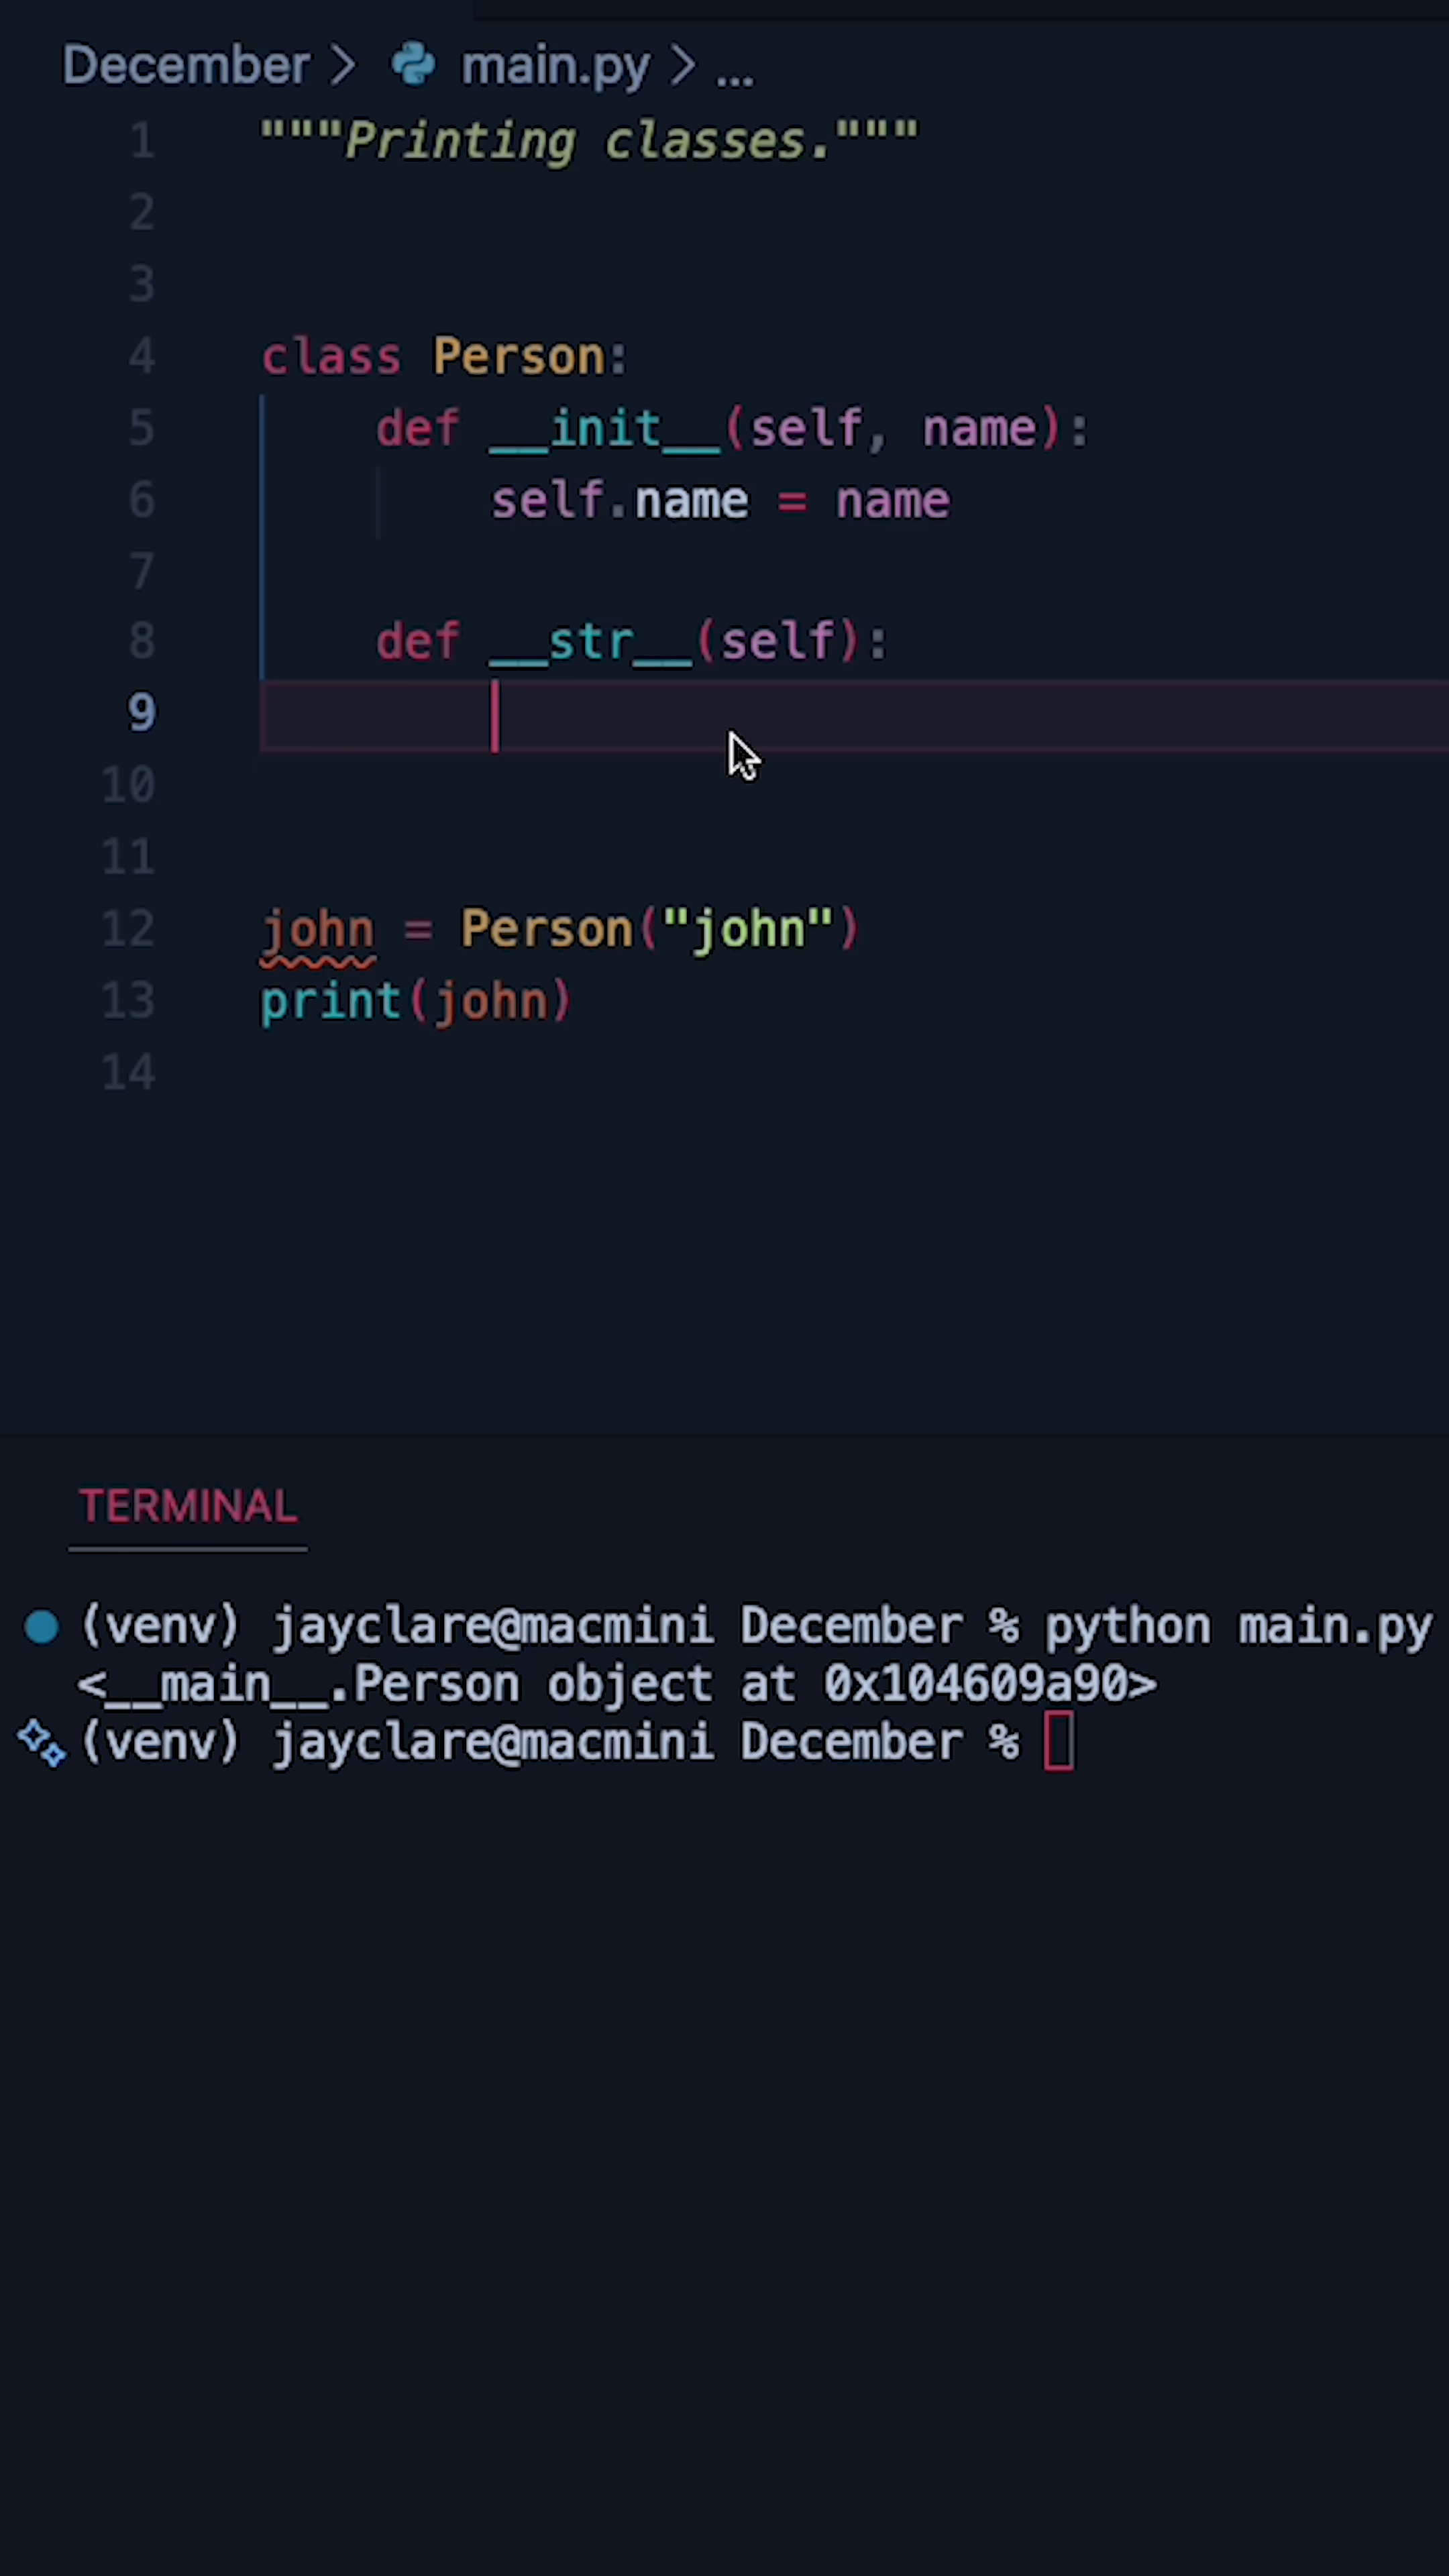 December > main.py > ...
1 """Printing classes."""
2
3
4 class Person:
5     def __init__(self, name):
6         self.name = name
7
8     def __str__(self):
9
10
11
12 john = Person("john")
13 print(john)
14
TERMINAL
(venv) jayclare@macmini December % python main.py
<__main__.Person object at 0x104609a90>
(venv) jayclare@macmini December %